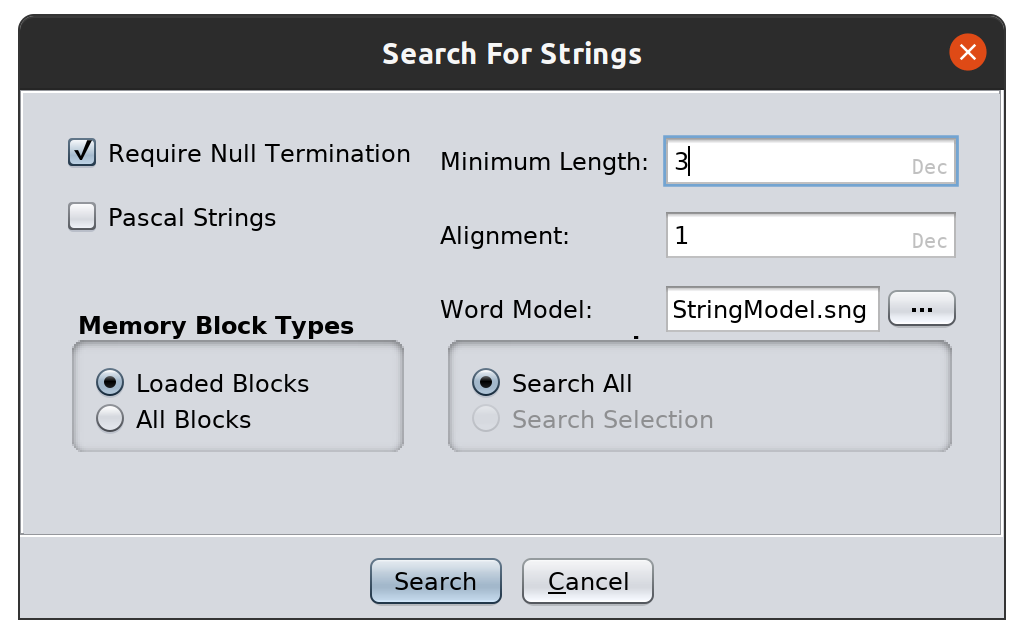 Search For Strings
Require Null Termination
Minimum Length: 3 Dec
Pascal Strings
Alignment: 1 Dec
Word Model: StringModel.sng ...
Memory Block Types
Loaded Blocks
All Blocks
Search All
Search Selection
Search Cancel